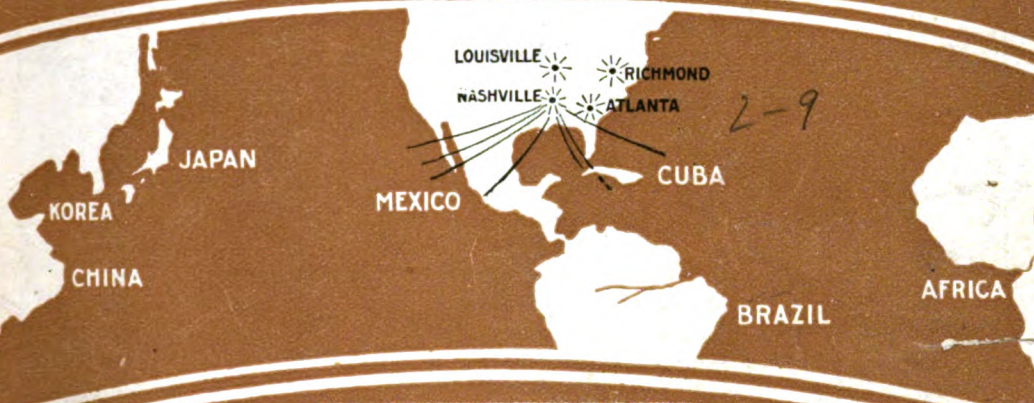 LOUISVILLE
RICHMOND
NASHVILLE
ATLANTA
2-9
JAPAN
CUBA
MEXICO
KOREA
CHINA
AFRICA
BRAZIL